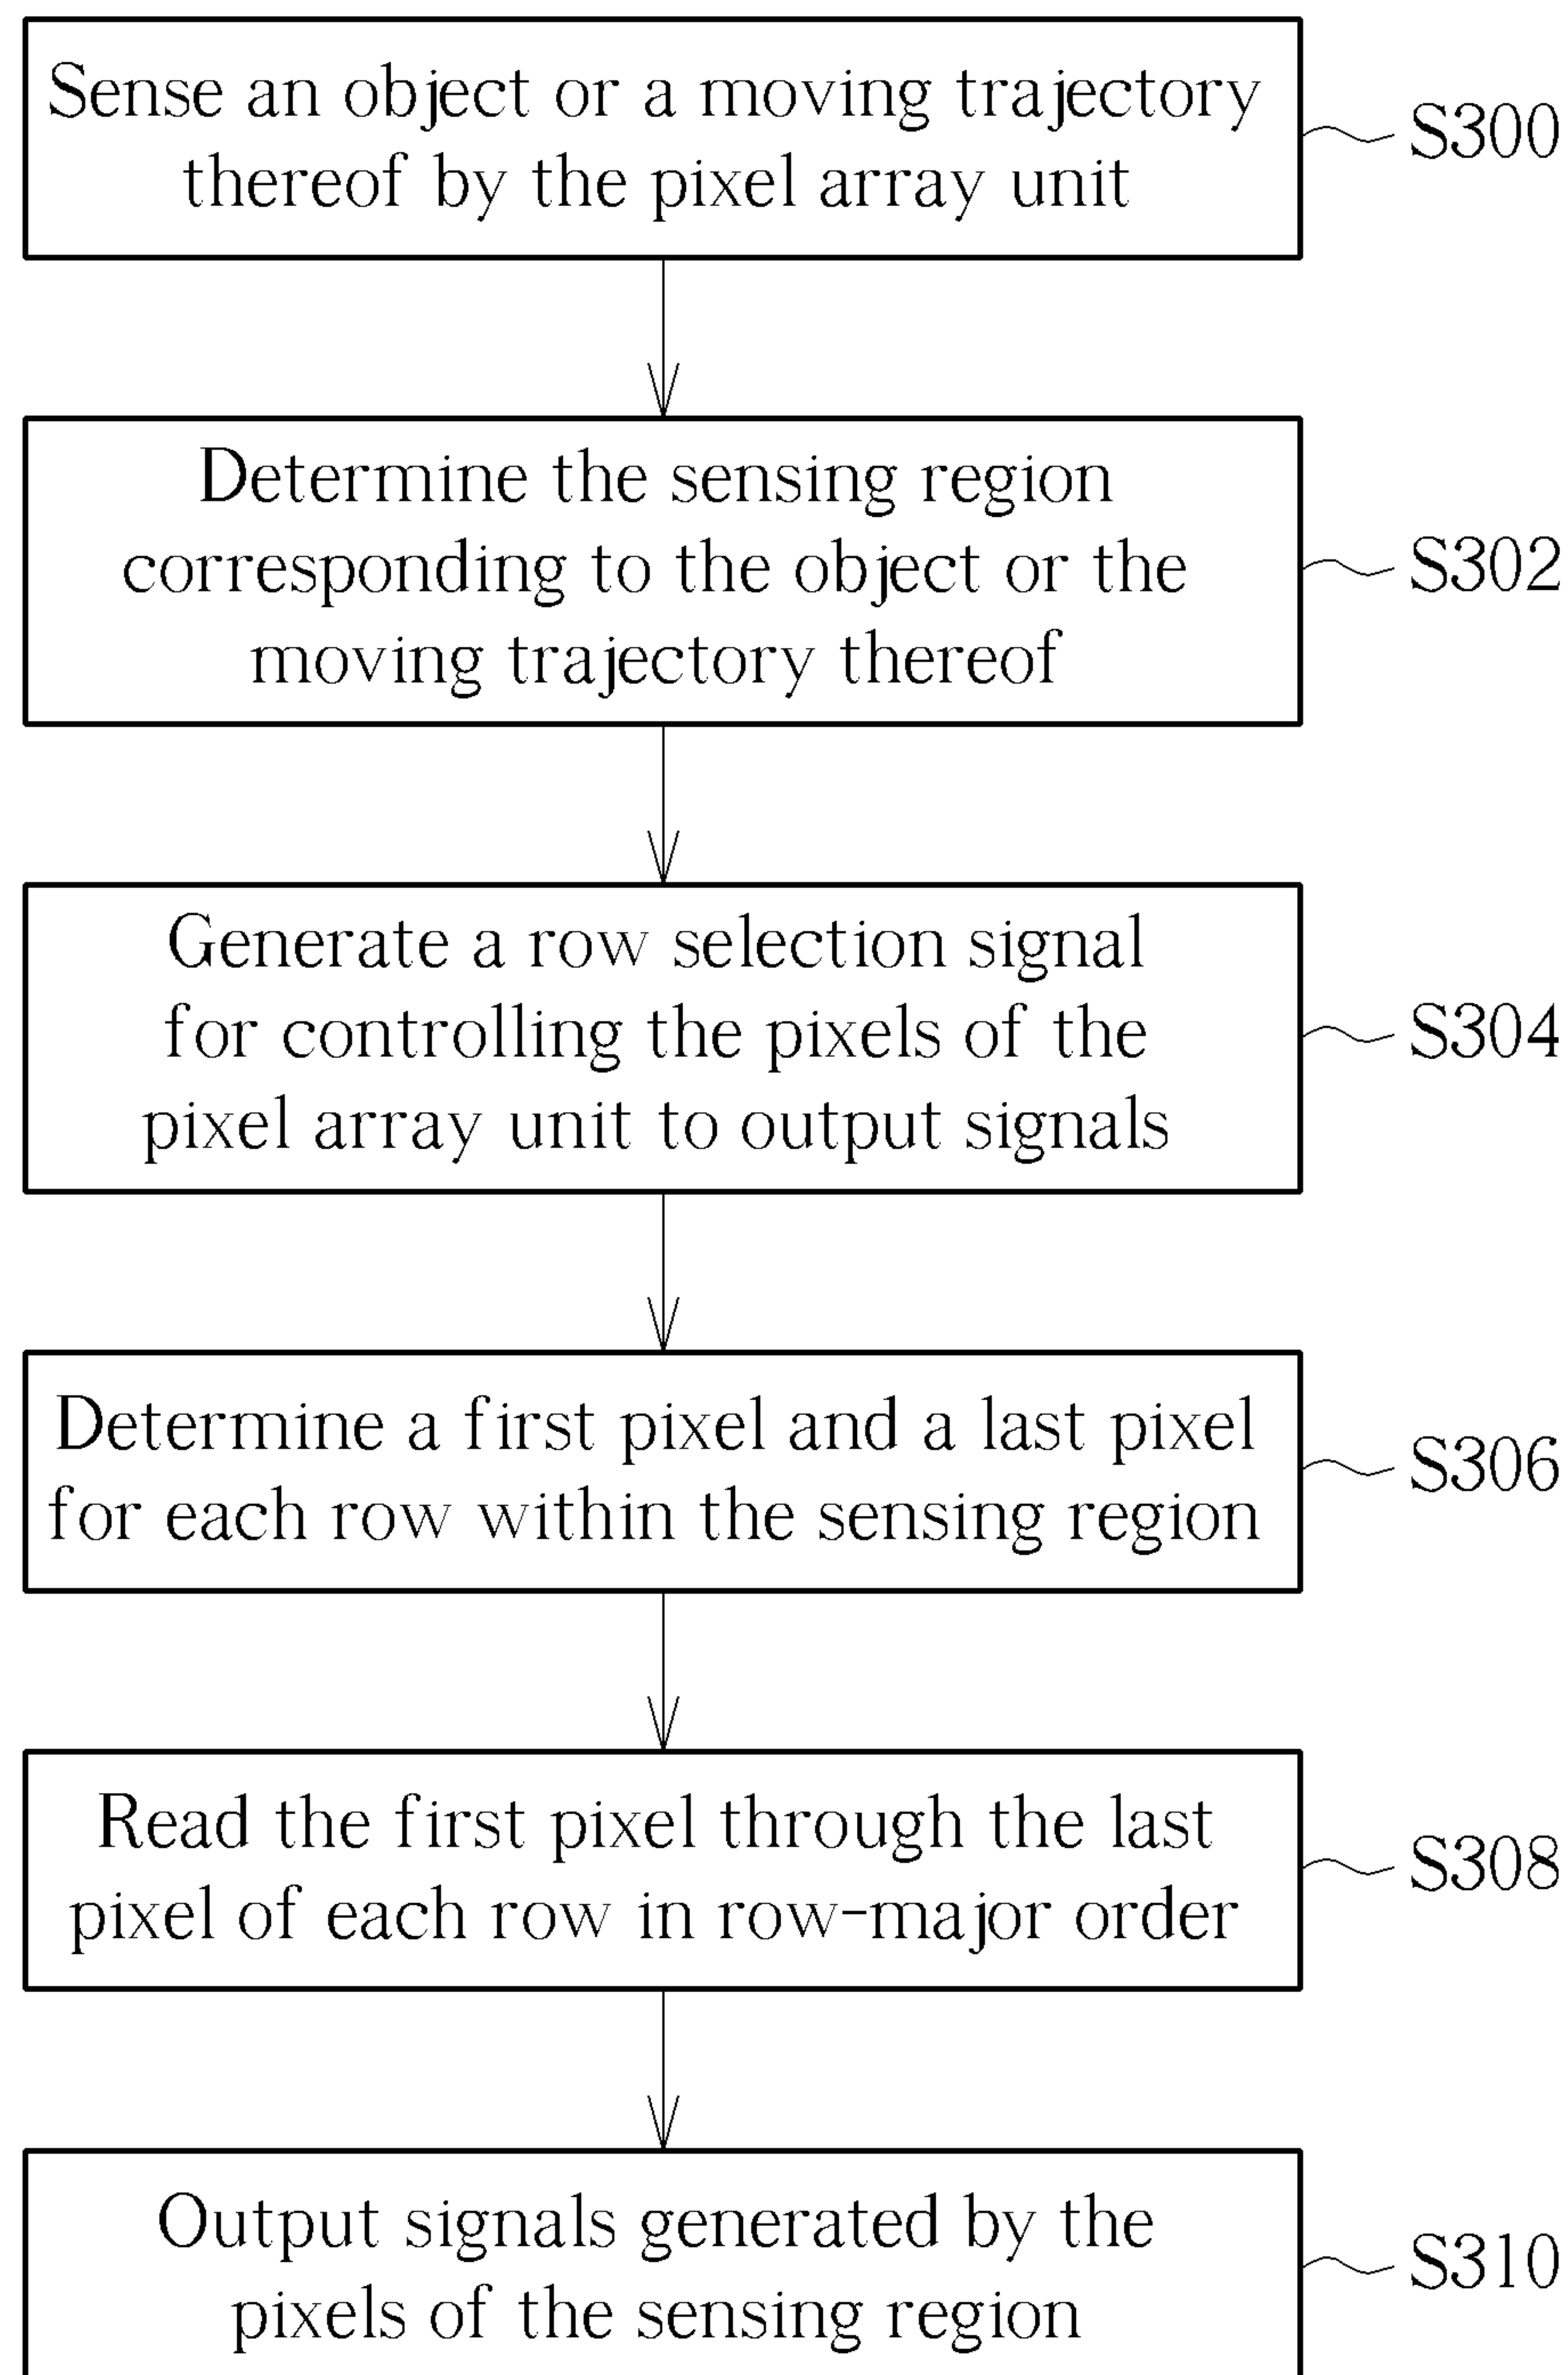 Sense an object or a moving trajectory
thereof by the pixel array unit
S300
Determine the sensing region
corresponding to the object or the
moving trajectory thereof
S302
Generate a row selection signal
for controlling the pixels of the
pixel array unit to output signals
S304
Determine a first pixel and a last pixel
for each row within the sensing region
S306
Read the first pixel through the last
pixel of each row in row-major order
S308
Output signals generated by the
pixels of the sensing region
S310